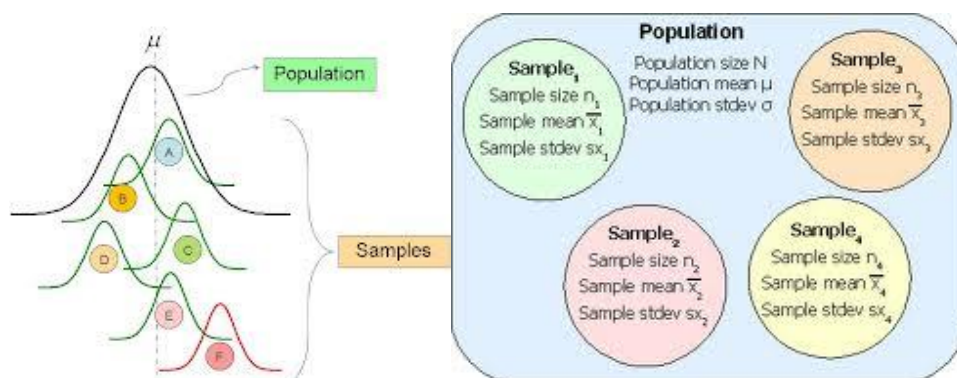 μ
Population
A
B
C
D
E
F
Samples
Population
Population size N
Population mean μ
Population stdev σ
Sample₁
Sample size n₁
Sample mean x̄₁
Sample stdev sx₁
Sample₃
Sample size n₃
Sample mean x̄₃
Sample stdev sx₃
Sample₂
Sample size n₂
Sample mean x̄₂
Sample stdev sx₂
Sample₄
Sample size n₄
Sample mean x̄₄
Sample stdev sx₄